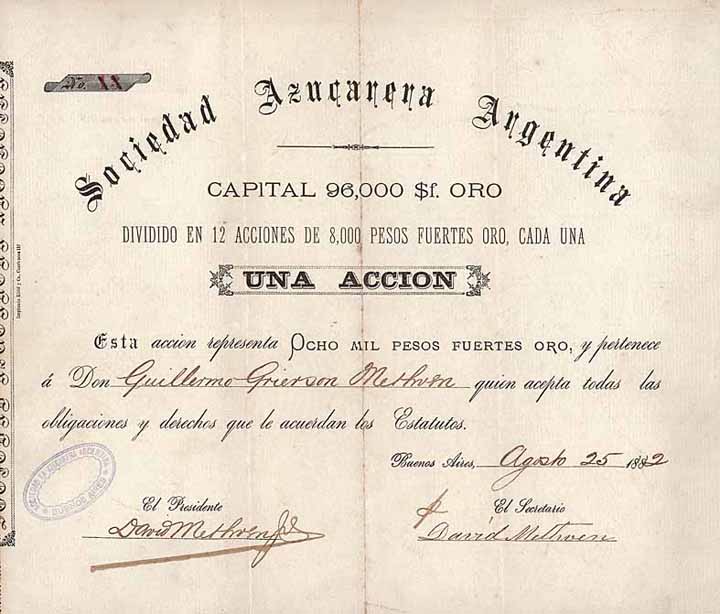 No. XX
Sociedad Azucarera Argentina
CAPITAL 96,000 $f. ORO
DIVIDIDO EN 12 ACCIONES DE 8,000 PESOS FUERTES ORO, CADA UNA
UNA ACCION
Esta accion representa OCHO MIL PESOS FUERTES ORO, y pertenece
á Don Guillermo Grierson Methven quien acepta todas las
obligaciones y dereches que le acuerdan los Estatutos.
Buenos Aires, Agosto 25 1882
El Presidente
David Methven
El Secretario
David Methven
BUENOS AIRES